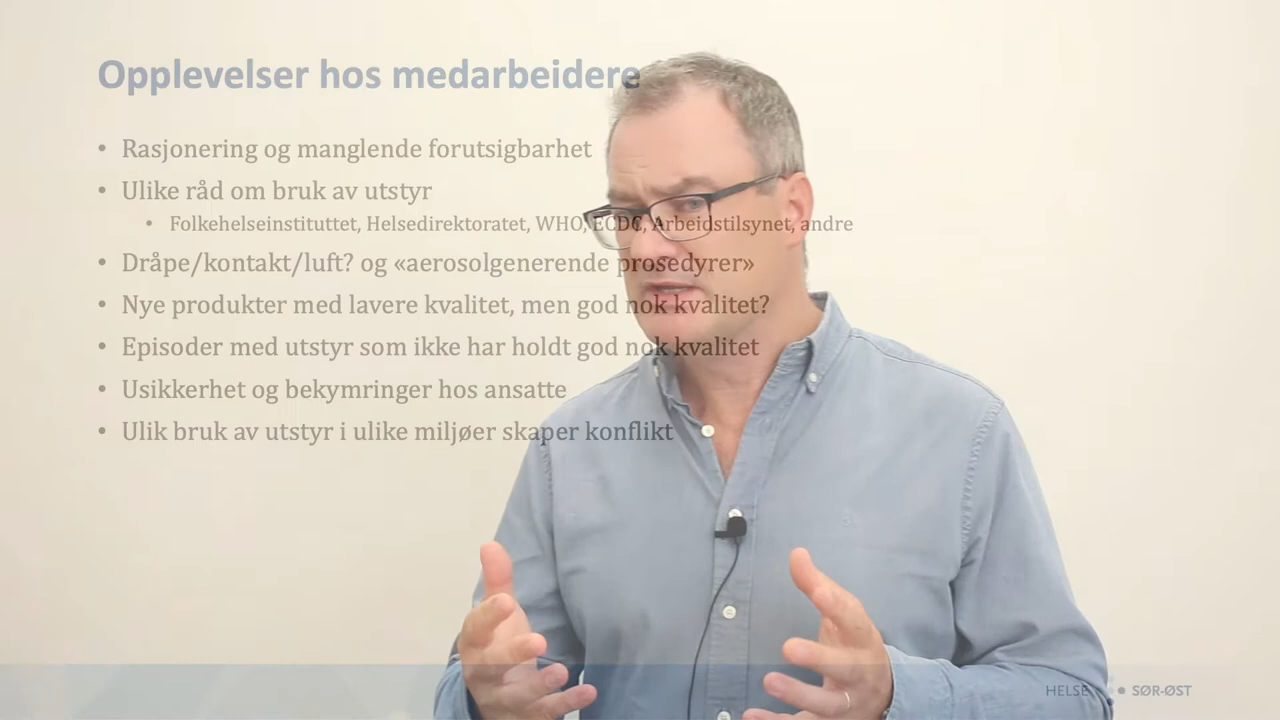 Opplevelser hos medarbeidere
• Rasjonering og manglende forutsigbarhet
• Ulike råd om bruk av utstyr
• Folkehelseinstituttet, Helsedirektoratet, WHO, ECDC, Arbeidstilsynet, andre
• Dråpe/kontakt/luft? og «aerosolgenerende prosedyrer»
• Nye produkter med lavere kvalitet, men god nok kvalitet?
• Episoder med utstyr som ikke har holdt god nok kvalitet
• Usikkerhet og bekymringer hos ansatte
• Ulik bruk av utstyr i ulike miljøer skaper konflikt
HELSE SØR-ØST